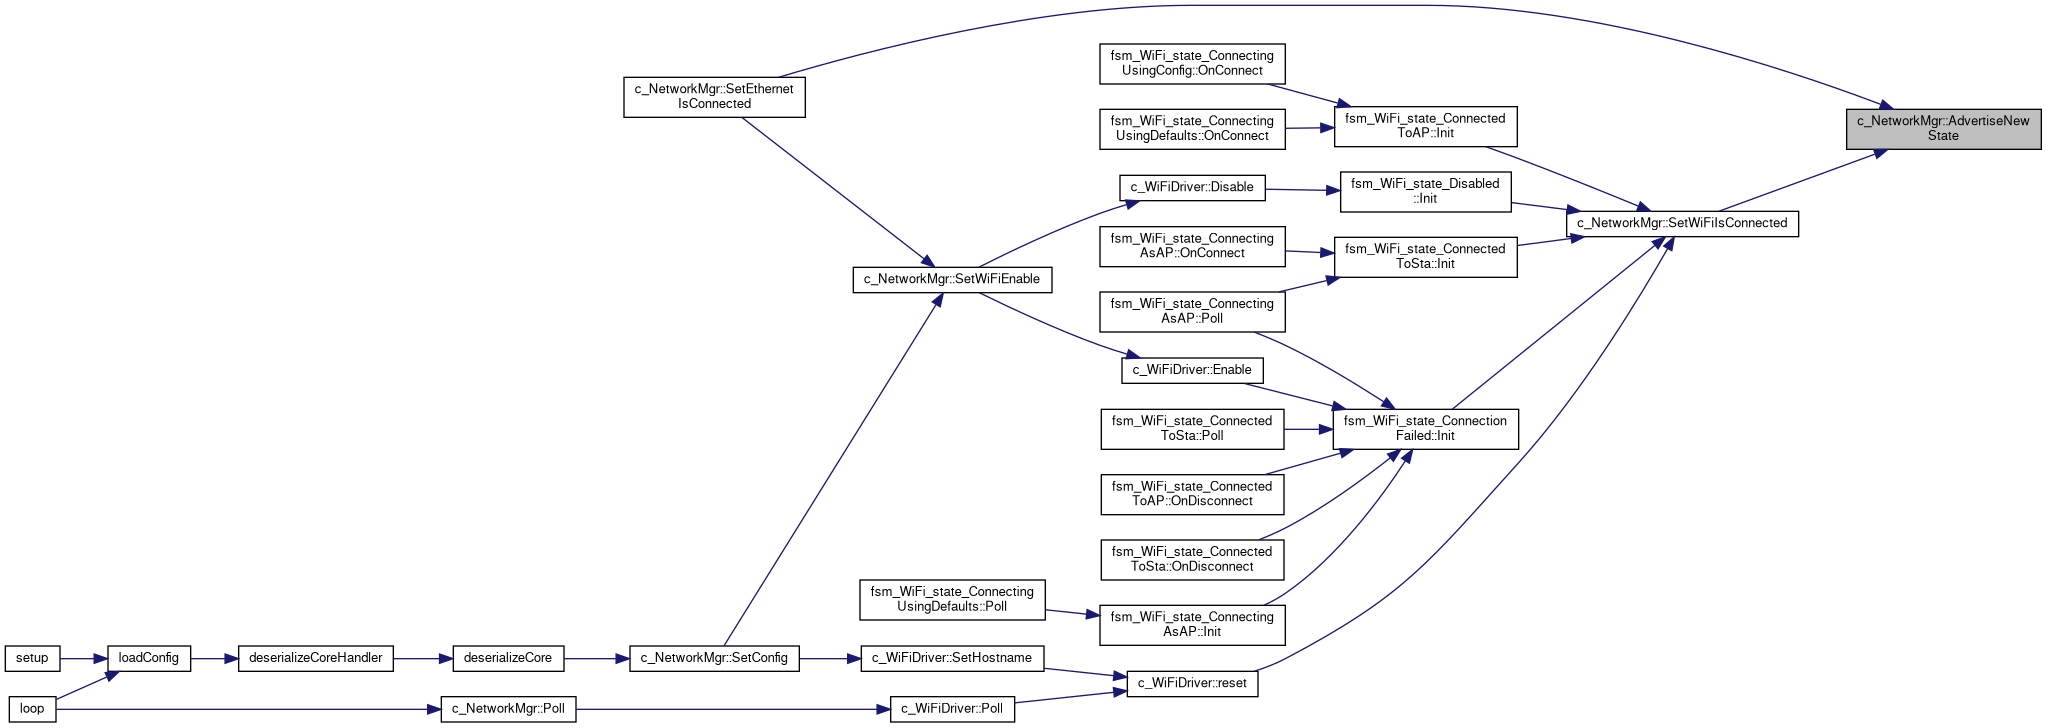 fsm_WiFi_state_Connecting
UsingConfig::OnConnect
c_NetworkMgr::SetEthernet
IsConnected
fsm_WiFi_state_Connecting
UsingDefaults::OnConnect
fsm_WiFi_state_Connected
ToAP::Init
c_NetworkMgr::AdvertiseNew
State
c_WiFiDriver::Disable
fsm_WiFi_state_Disabled
::Init
c_NetworkMgr::SetWiFiIsConnected
fsm_WiFi_state_Connecting
AsAP::OnConnect
fsm_WiFi_state_Connected
ToSta::Init
c_NetworkMgr::SetWiFiEnable
fsm_WiFi_state_Connecting
AsAP::Poll
c_WiFiDriver::Enable
fsm_WiFi_state_Connected
ToSta::Poll
fsm_WiFi_state_Connection
Failed::Init
fsm_WiFi_state_Connected
ToAP::OnDisconnect
fsm_WiFi_state_Connected
ToSta::OnDisconnect
fsm_WiFi_state_Connecting
UsingDefaults::Poll
fsm_WiFi_state_Connecting
AsAP::Init
setup
loadConfig
deserializeCoreHandler
deserializeCore
c_NetworkMgr::SetConfig
c_WiFiDriver::SetHostname
c_WiFiDriver::reset
loop
c_NetworkMgr::Poll
c_WiFiDriver::Poll